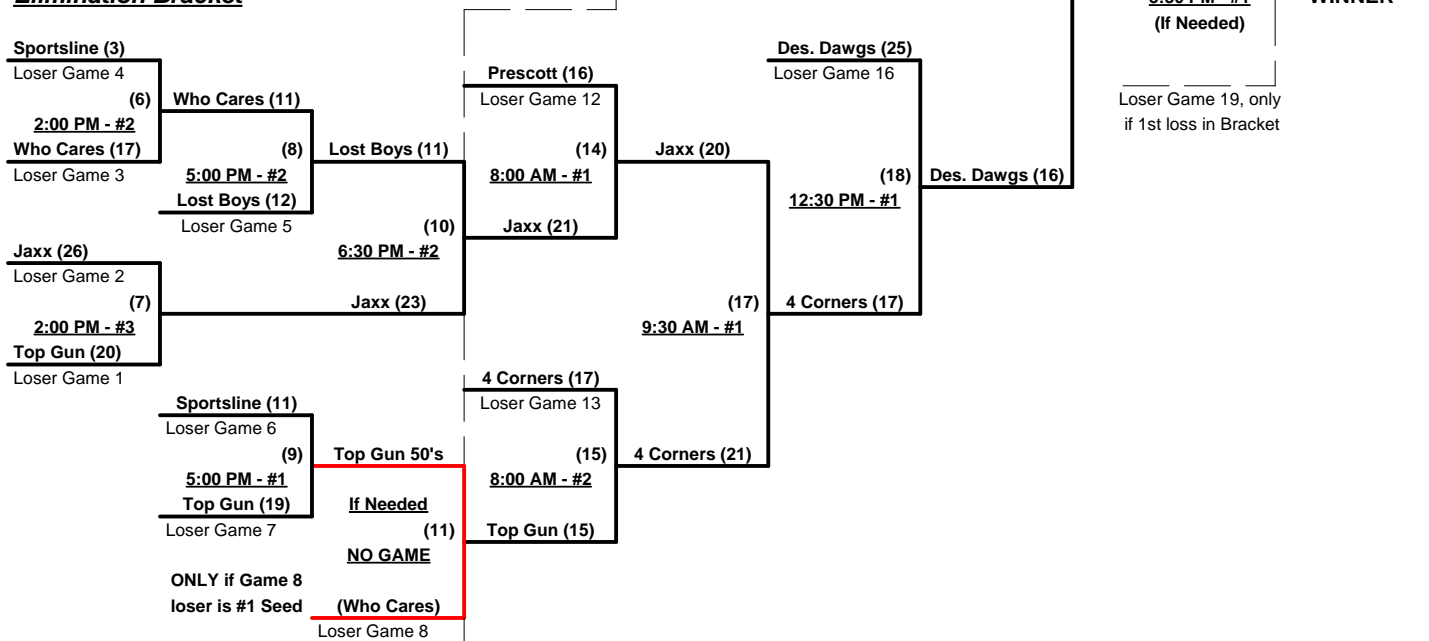 Elimination Bracket
(If Needed)
WINNER
Sportsline (3)
Loser Game 4
(6)
2:00 PM - #2
Who Cares (17)
Loser Game 3
Who Cares (11)
(8)
5:00 PM - #2
Lost Boys (12)
Loser Game 5
Jaxx (26)
Loser Game 2
(7)
2:00 PM - #3
Top Gun (20)
Loser Game 1
Lost Boys (11)
(10)
6:30 PM - #2
Jaxx (23)
Sportsline (11)
Loser Game 6
(9)
5:00 PM - #1
Top Gun (19)
Loser Game 7
Top Gun 50's
If Needed
(11)
NO GAME
ONLY if Game 8
loser is #1 Seed
(Who Cares)
Loser Game 8
Prescott (16)
Loser Game 12
(14)
8:00 AM - #1
Jaxx (21)
4 Corners (17)
Loser Game 13
(15)
8:00 AM - #2
Top Gun (15)
Jaxx (20)
(17)
9:30 AM - #1
4 Corners (21)
Des. Dawgs (25)
Loser Game 16
(18)
12:30 PM - #1
4 Corners (17)
Des. Dawgs (16)
Loser Game 19, only
if 1st loss in Bracket